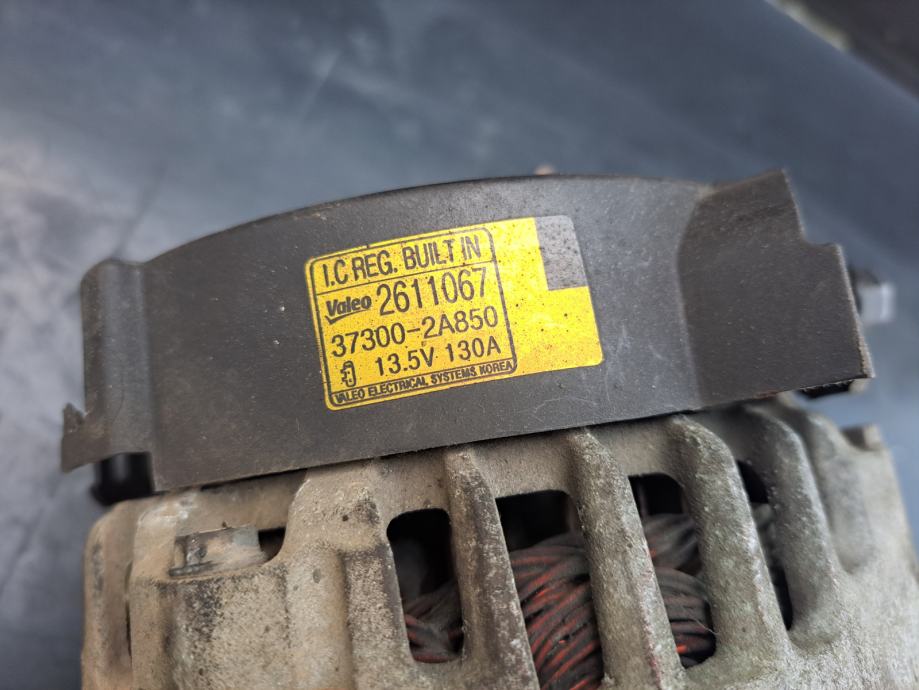 I.C REG. BUILT IN
Valeo 2611067
37300-2A850
13.5V 130A
VALEO ELECTRICAL SYSTEMS KOREA